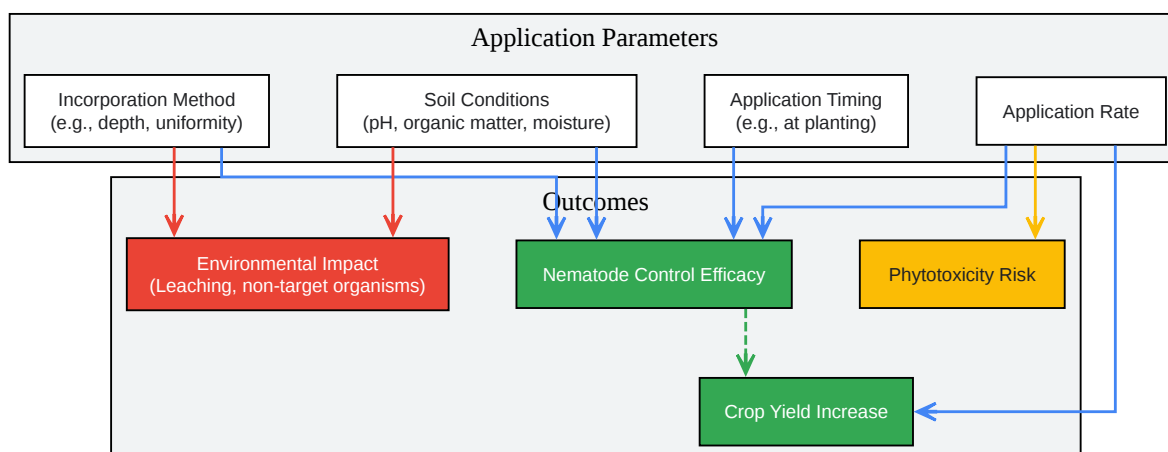 Application Parameters
Incorporation Method
(e.g., depth, uniformity)
Soil Conditions
(pH, organic matter, moisture)
Application Timing
(e.g., at planting)
Application Rate
Outcomes
Environmental Impact
(Leaching, non-target organisms)
Nematode Control Efficacy
Phytotoxicity Risk
Crop Yield Increase